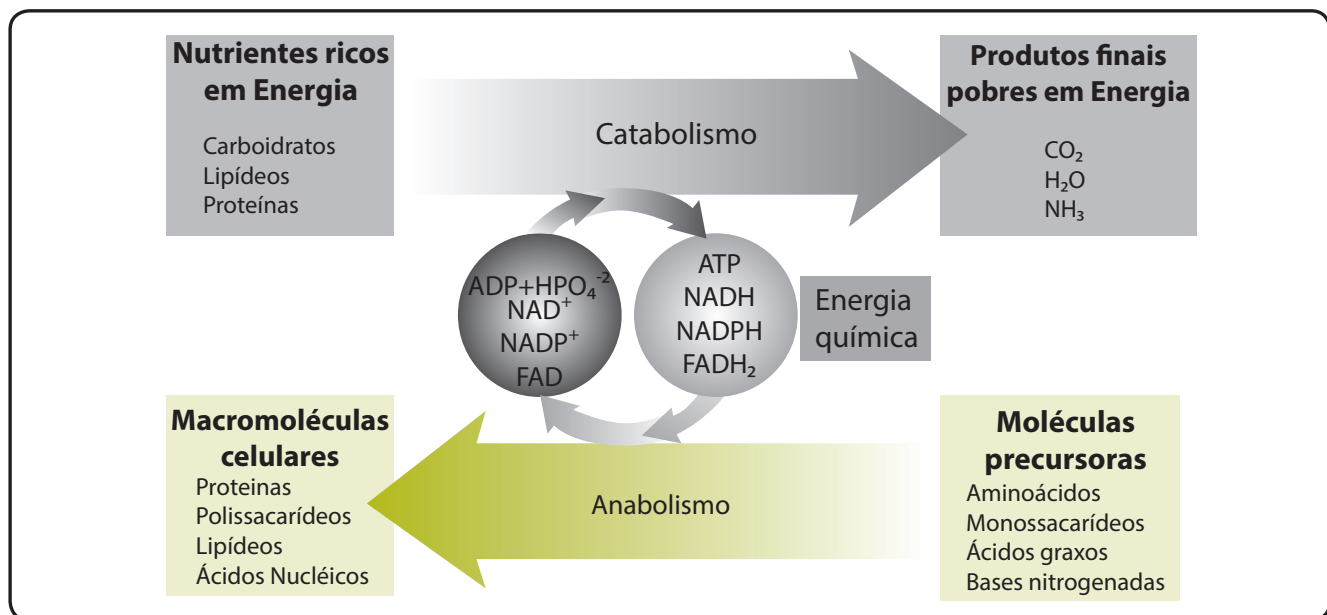 Nutrientes ricos
em Energia
Carboidratos
Lipídeos
Proteínas
Catabolismo
Produtos finais
pobres em Energia
CO₂
H₂O
NH₃
ADP+HPO₄⁻²
NAD⁺
NADP⁺
FAD
ATP
NADH
NADPH
FADH₂
Energia
química
Macromoléculas
celulares
Proteinas
Polissacarídeos
Lipídeos
Ácidos Nucléicos
Anabolismo
Moléculas
precursoras
Aminoácidos
Monossacarídeos
Ácidos graxos
Bases nitrogenadas